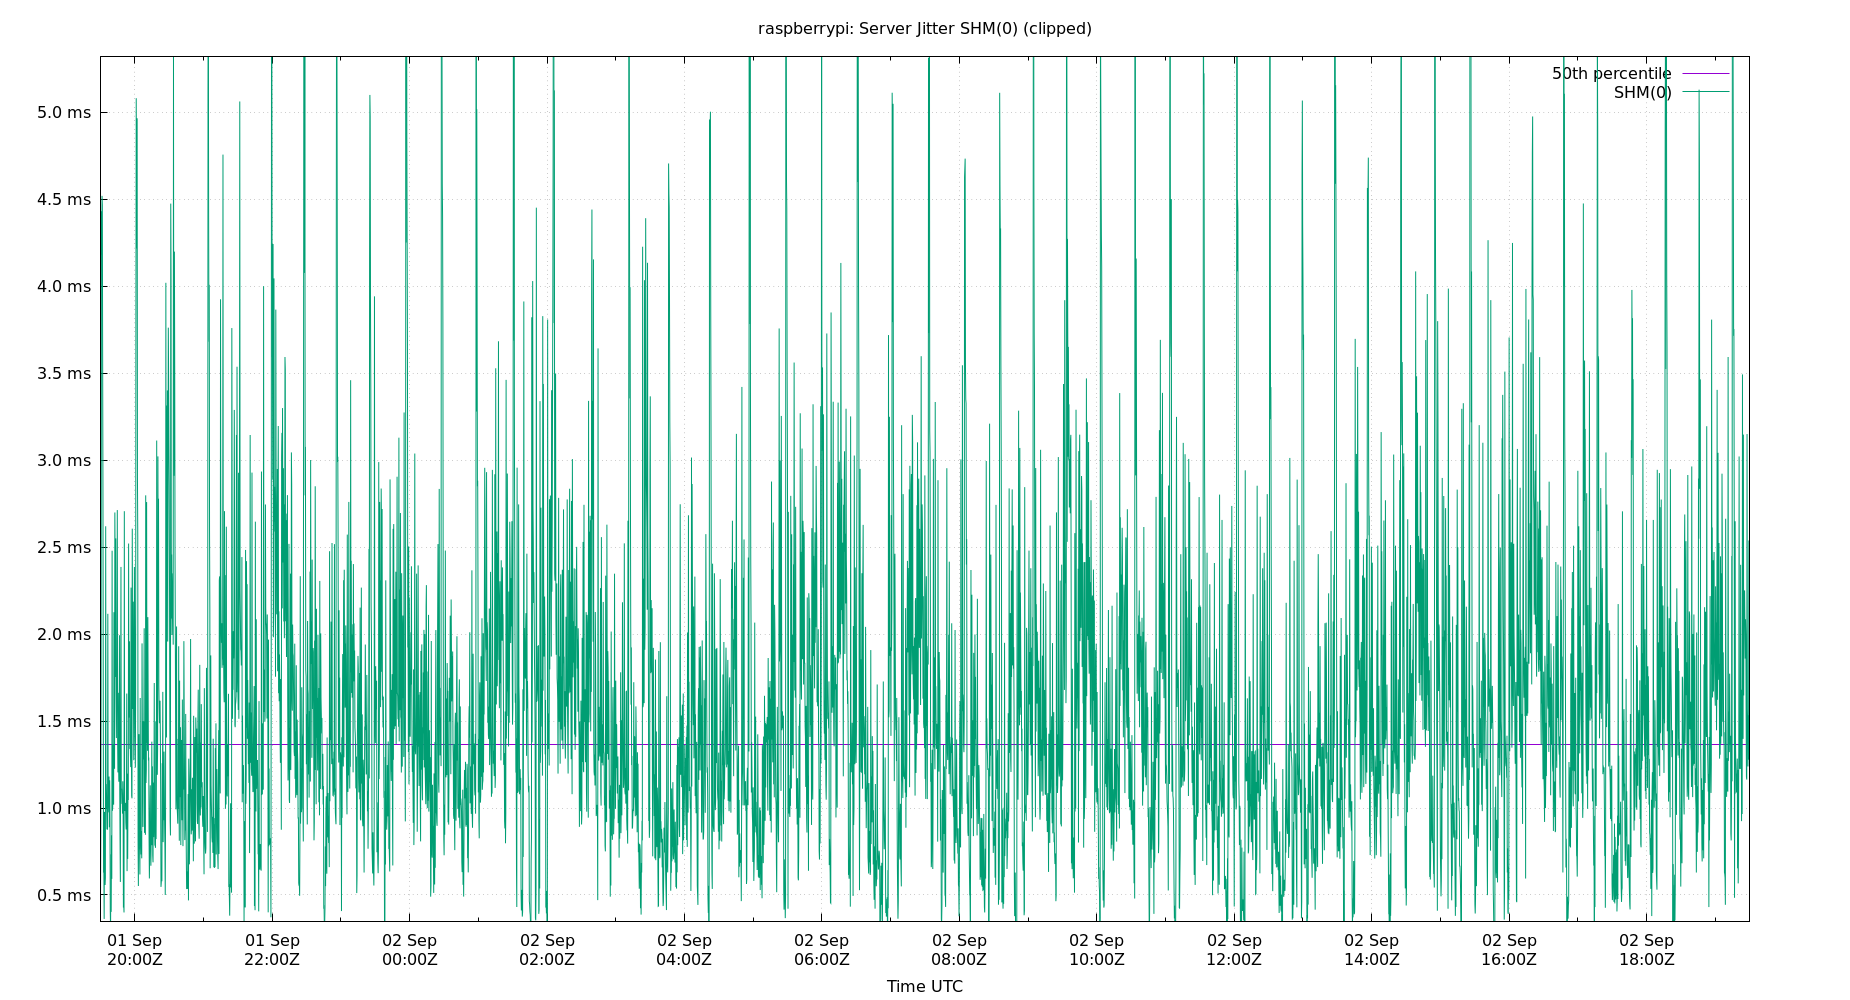 raspberrypi: Server Jitter SHM(0) (clipped)
50th percentile
SHM(0)
5.0 ms
4.5 ms
4.0 ms
3.5 ms
3.0 ms
2.5 ms
2.0 ms
1.5 ms
1.0 ms
0.5 ms
01 Sep 01 Sep 02 Sep 02 Sep 02 Sep 02 Sep 02 Sep 02 Sep 02 Sep 02 Sep 02 Sep 02 Sep
20:00Z 22:00Z 00:00Z 02:00Z 04:00Z 06:00Z 08:00Z 10:00Z 12:00Z 14:00Z 16:00Z 18:00Z
Time UTC